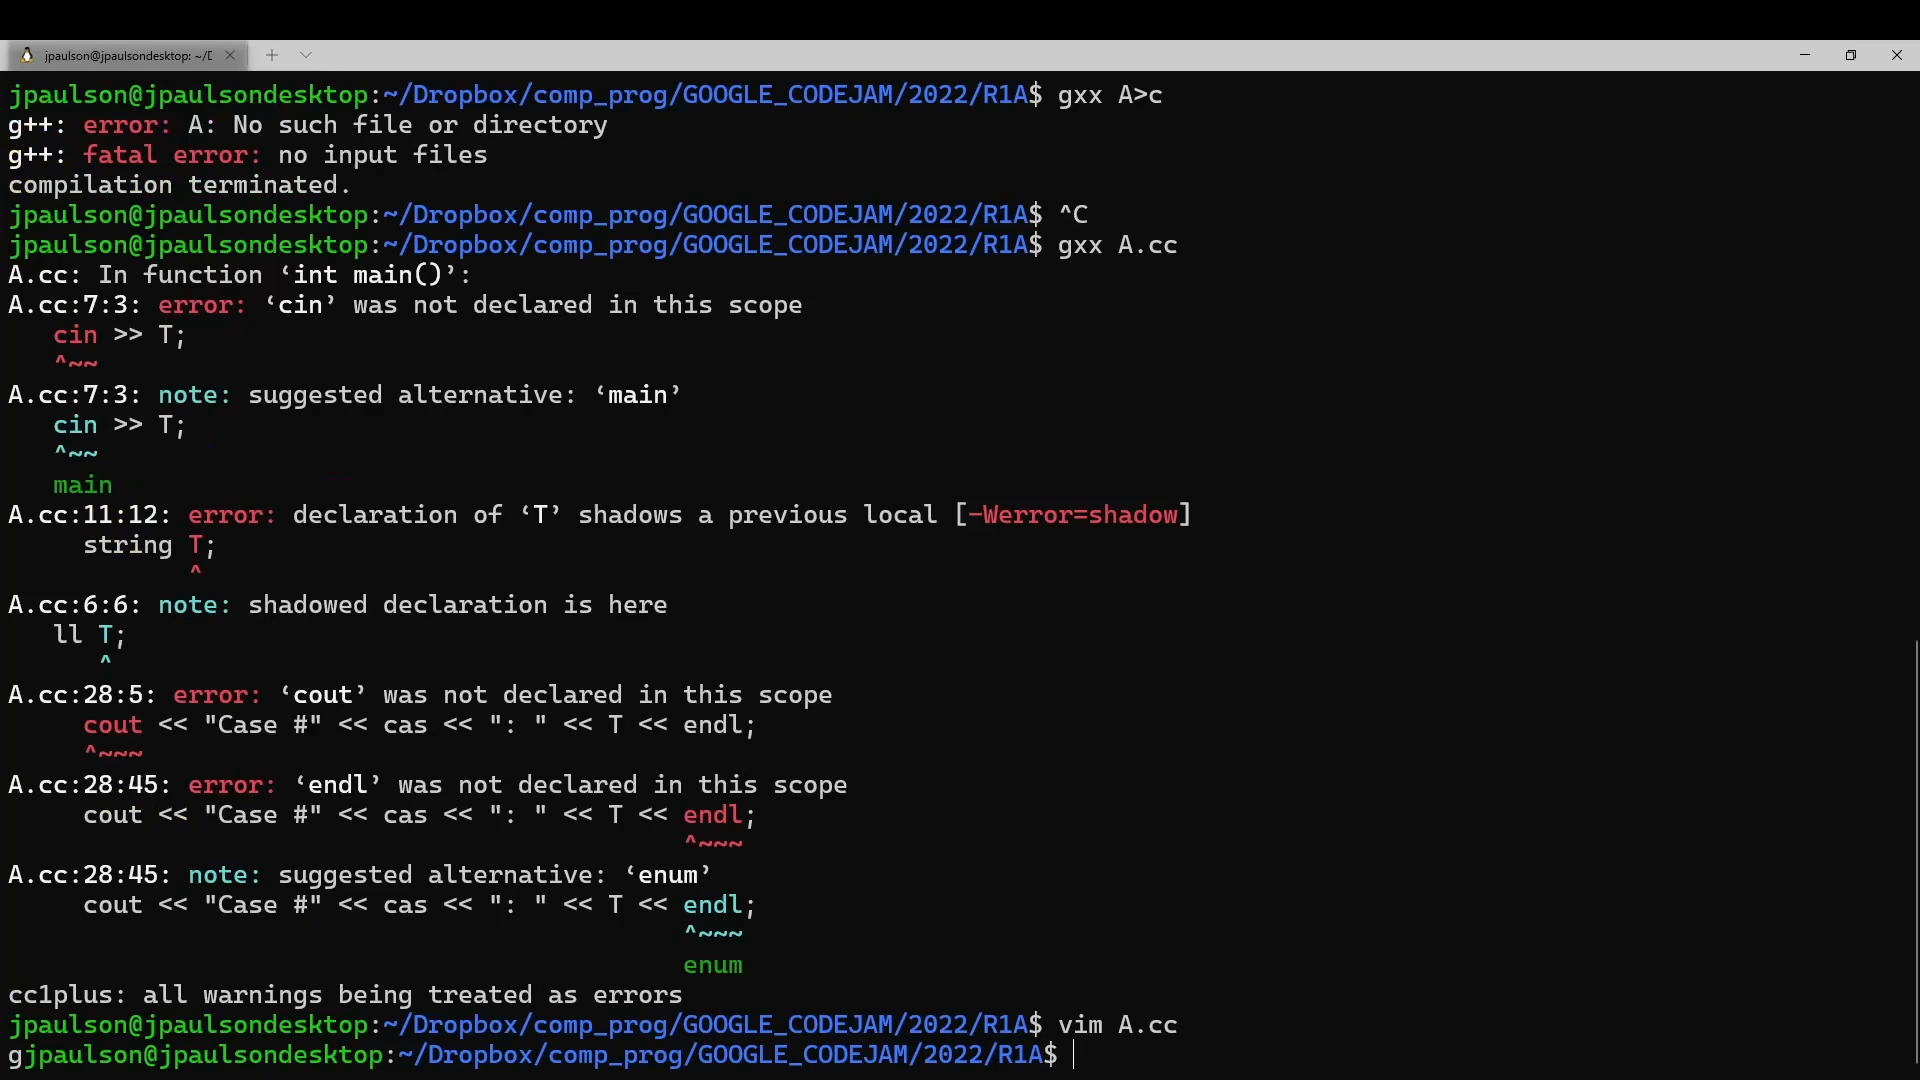 jpaulson@jpaulsondesktop: ~/D
jpaulson@jpaulsondesktop:~/Dropbox/comp_prog/GOOGLE_CODEJAM/2022/R1A$ gxx A>c
g++: error: A: No such file or directory
g++: fatal error: no input files
compilation terminated.
jpaulson@jpaulsondesktop:~/Dropbox/comp_prog/GOOGLE_CODEJAM/2022/R1A$ ^C
jpaulson@jpaulsondesktop:~/Dropbox/comp_prog/GOOGLE_CODEJAM/2022/R1A$ gxx A.cc
A.cc: In function ‘int main()’:
A.cc:7:3: error: ‘cin’ was not declared in this scope
   cin >> T;
   ^~~
A.cc:7:3: note: suggested alternative: ‘main’
   cin >> T;
   ^~~
   main
A.cc:11:12: error: declaration of ‘T’ shadows a previous local [-Werror=shadow]
     string T;
            ^
A.cc:6:6: note: shadowed declaration is here
   ll T;
      ^
A.cc:28:5: error: ‘cout’ was not declared in this scope
     cout << "Case #" << cas << ": " << T << endl;
     ^~~~
A.cc:28:45: error: ‘endl’ was not declared in this scope
     cout << "Case #" << cas << ": " << T << endl;
                                             ^~~~
A.cc:28:45: note: suggested alternative: ‘enum’
     cout << "Case #" << cas << ": " << T << endl;
                                             ^~~~
                                             enum
cc1plus: all warnings being treated as errors
jpaulson@jpaulsondesktop:~/Dropbox/comp_prog/GOOGLE_CODEJAM/2022/R1A$ vim A.cc
gjpaulson@jpaulsondesktop:~/Dropbox/comp_prog/GOOGLE_CODEJAM/2022/R1A$